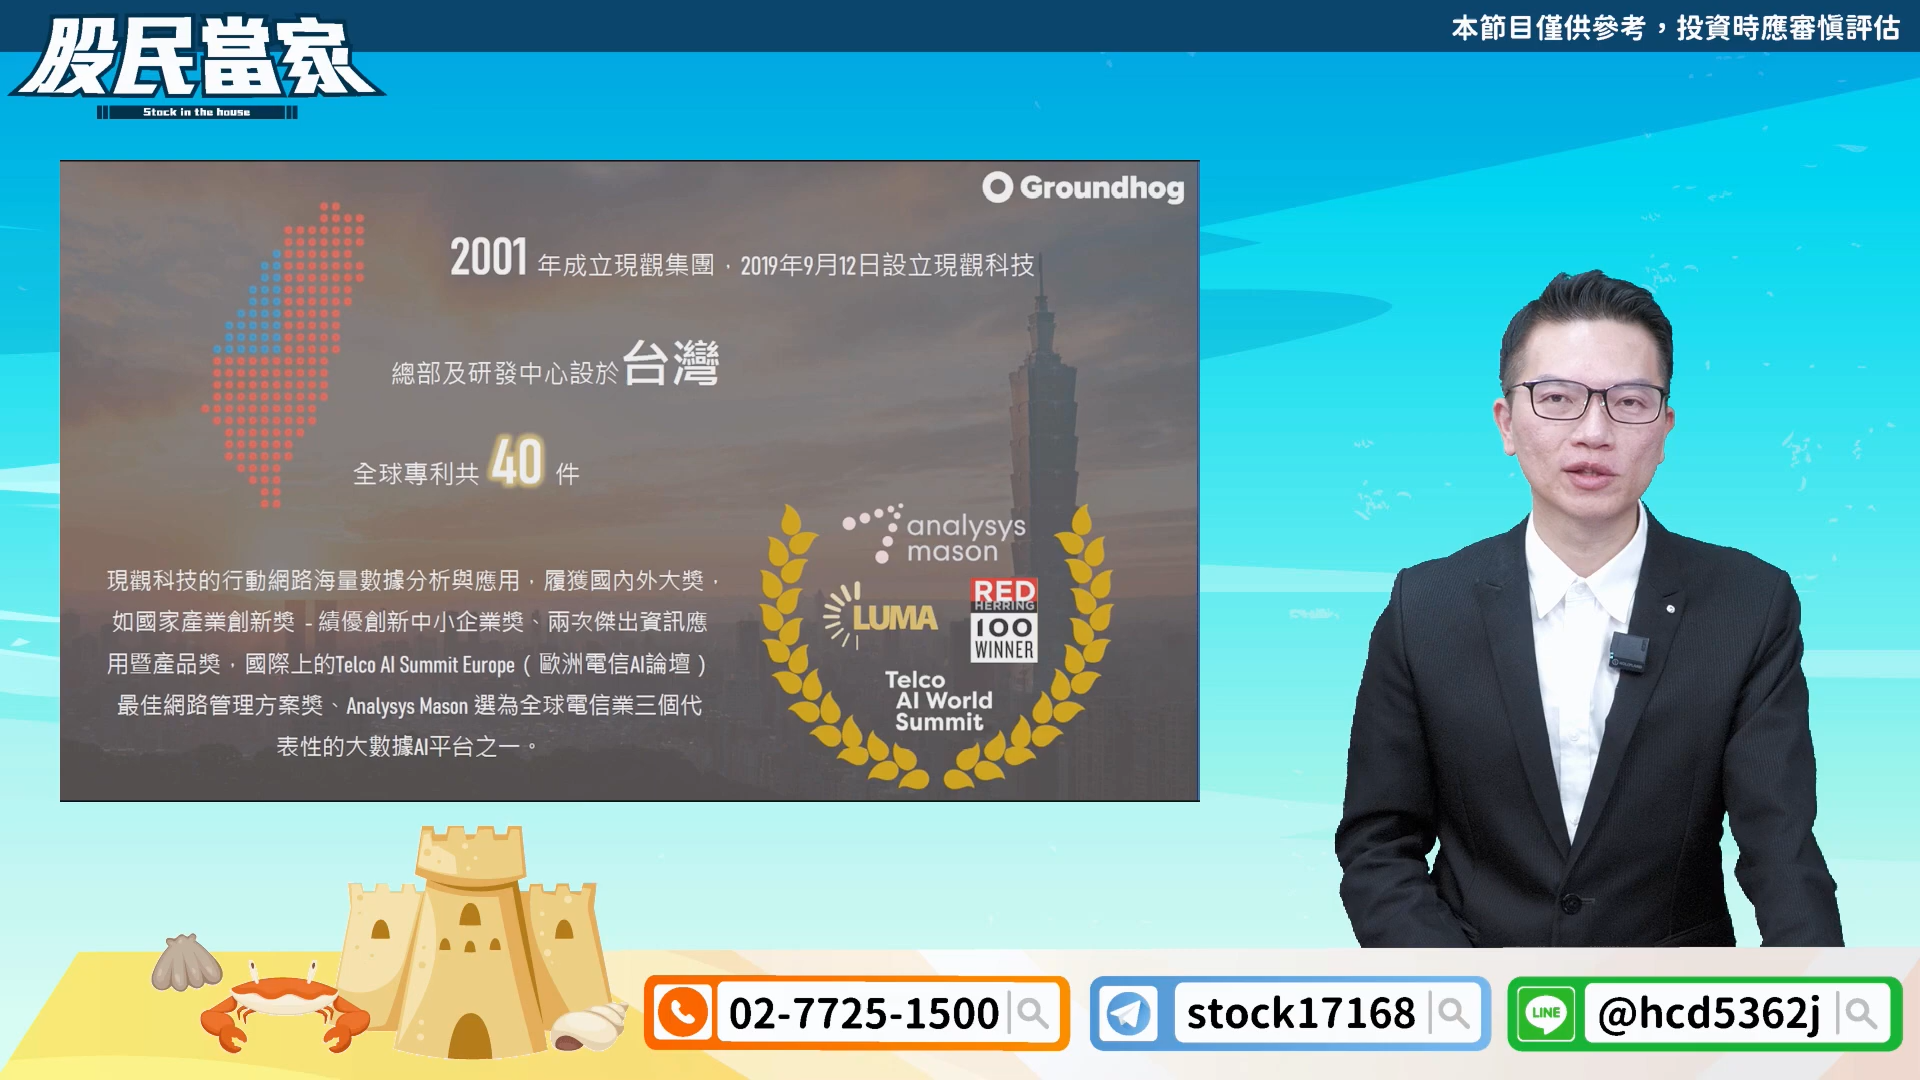 股民當家
Stock in the house
本節目僅供參考，投資時應審慎評估
Groundhog
2001 年成立現觀集團，2019年9月12日設立現觀科技
總部及研發中心設於台灣
全球專利共 40 件
現觀科技的行動網路海量數據分析與應用，屢獲國內外大獎，
如國家產業創新獎 - 績優創新中小企業獎、兩次傑出資訊應
用暨產品獎，國際上的Telco AI Summit Europe（歐洲電信AI論壇）
最佳網路管理方案獎、Analysys Mason 選為全球電信業三個代
表性的大數據AI平台之一。
analysys
mason
LUMA
RED
HERRING
100
WINNER
Telco
AI World
Summit
02-7725-1500
stock17168
LINE
@hcd5362j